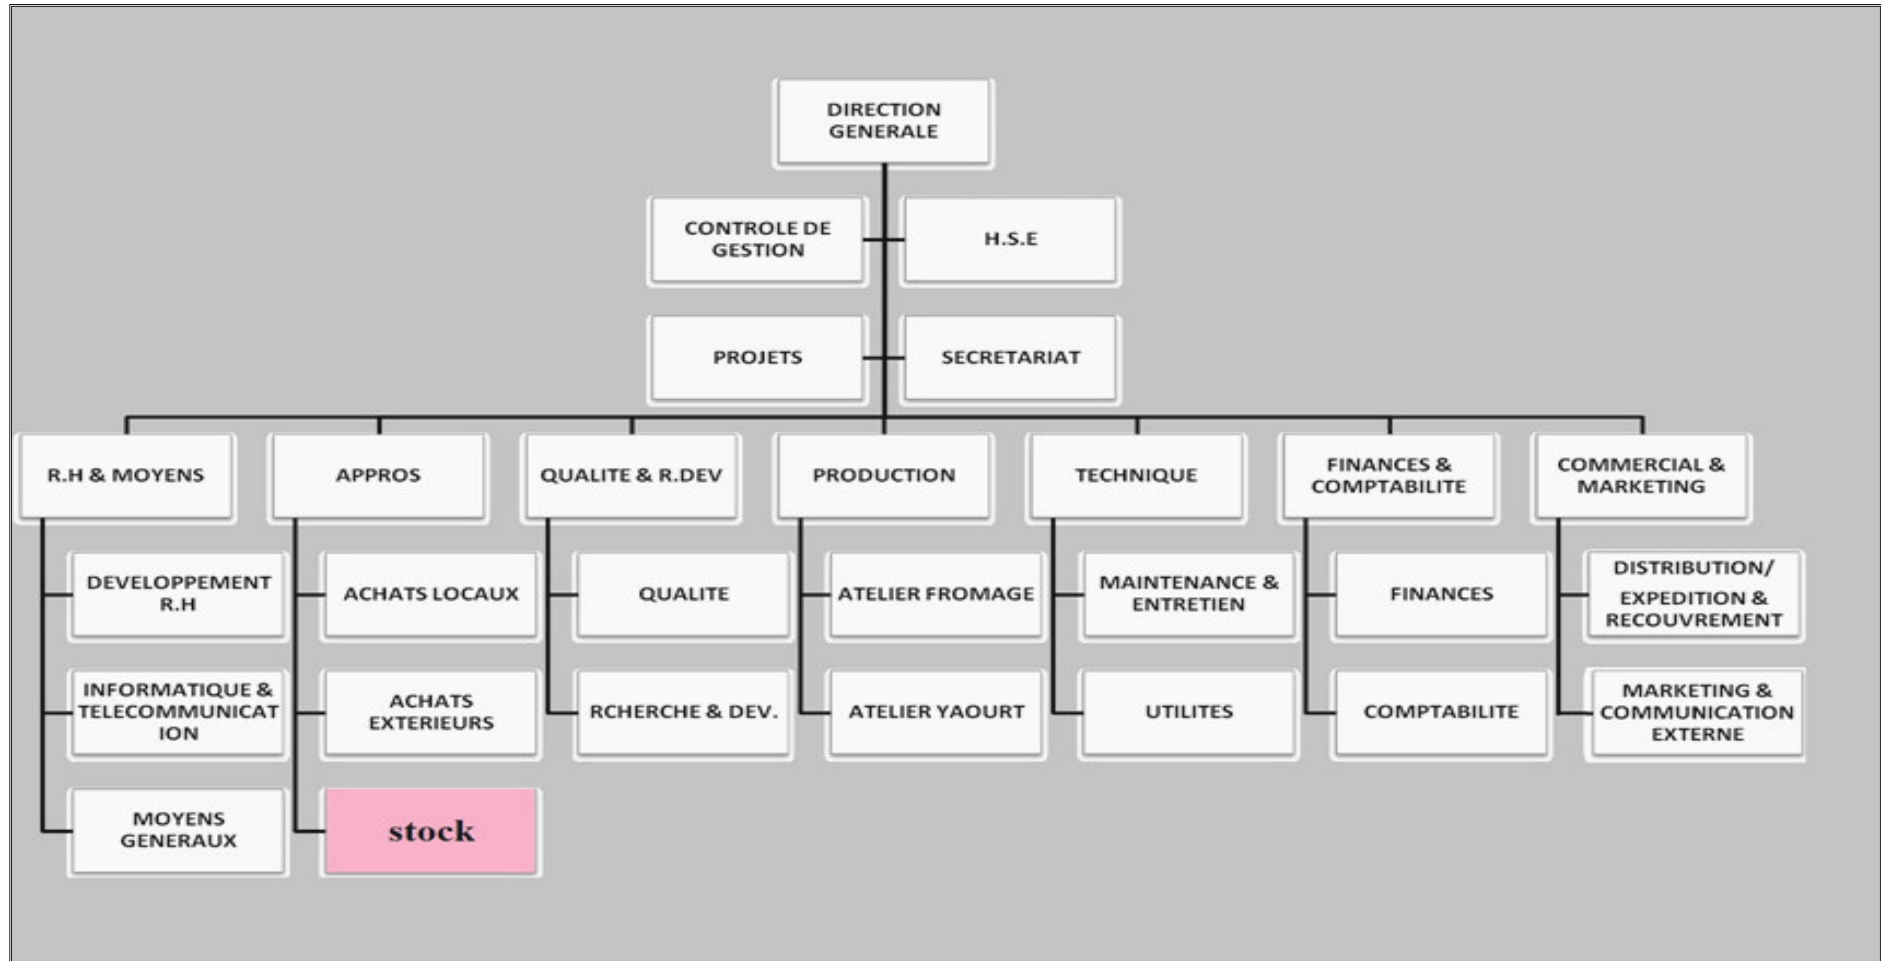 DIRECTION
GENERALE
CONTROLE DE
GESTION
H.S.E
PROJETS
SECRETARIAT
R.H & MOYENS
APPROS
QUALITE & R.DEV
PRODUCTION
TECHNIQUE
FINANCES &
COMPTABILITE
COMMERCIAL &
MARKETING
DEVELOPPEMENT
R.H
ACHATS LOCAUX
QUALITE
ATELIER FROMAGE
MAINTENANCE &
ENTRETIEN
FINANCES
DISTRIBUTION/
EXPEDITION &
RECOUVREMENT
INFORMATIQUE &
TELECOMMUNICAT
ION
ACHATS
EXTERIEURS
RCHERCHE & DEV.
ATELIER YAOURT
UTILITES
COMPTABILITE
MARKETING &
COMMUNICATION
EXTERNE
MOYENS
GENERAUX
stock